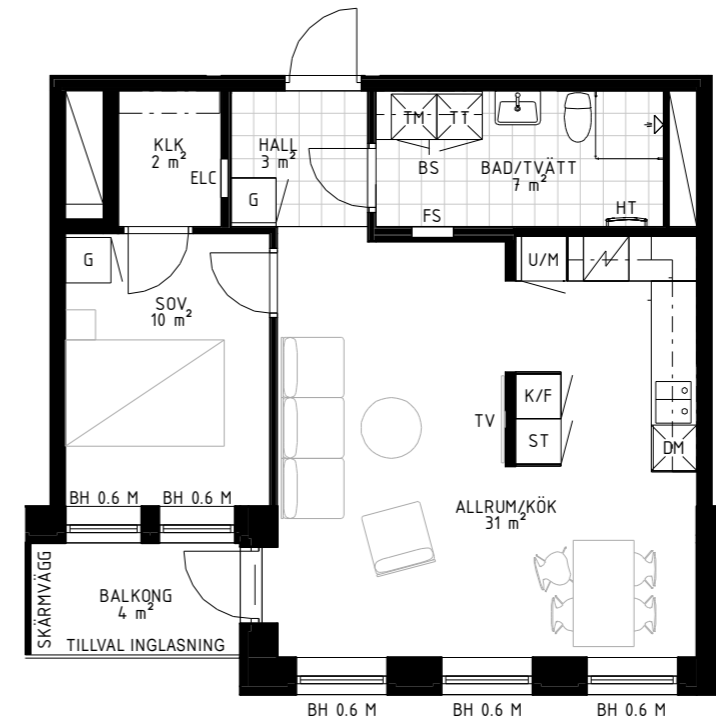 TM
TT
KLK
2 m²
HALL
3 m²
ELC
BS
BAD/TVÄTT
7 m²
G
FS
HT
G
U/M
SOV
10 m²
K/F
TV
ST
DM
BH 0.6 M
BH 0.6 M
ALLRUM/KÖK
31 m²
SKÄRMVÄGG
BALKONG
4 m²
TILLVAL INGLASNING
BH 0.6 M
BH 0.6 M
BH 0.6 M